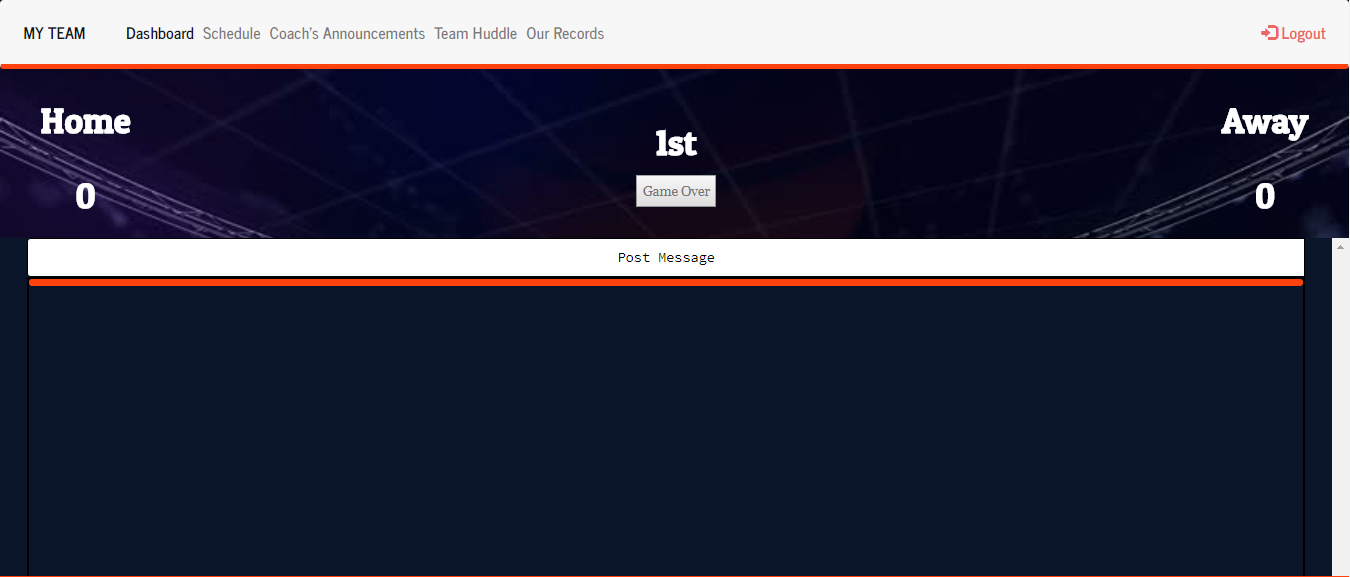 MY TEAM Dashboard Schedule Coach's Announcements Team Huddle Our Records Logout
Home
1st
Away
0
Game Over
0
Post Message